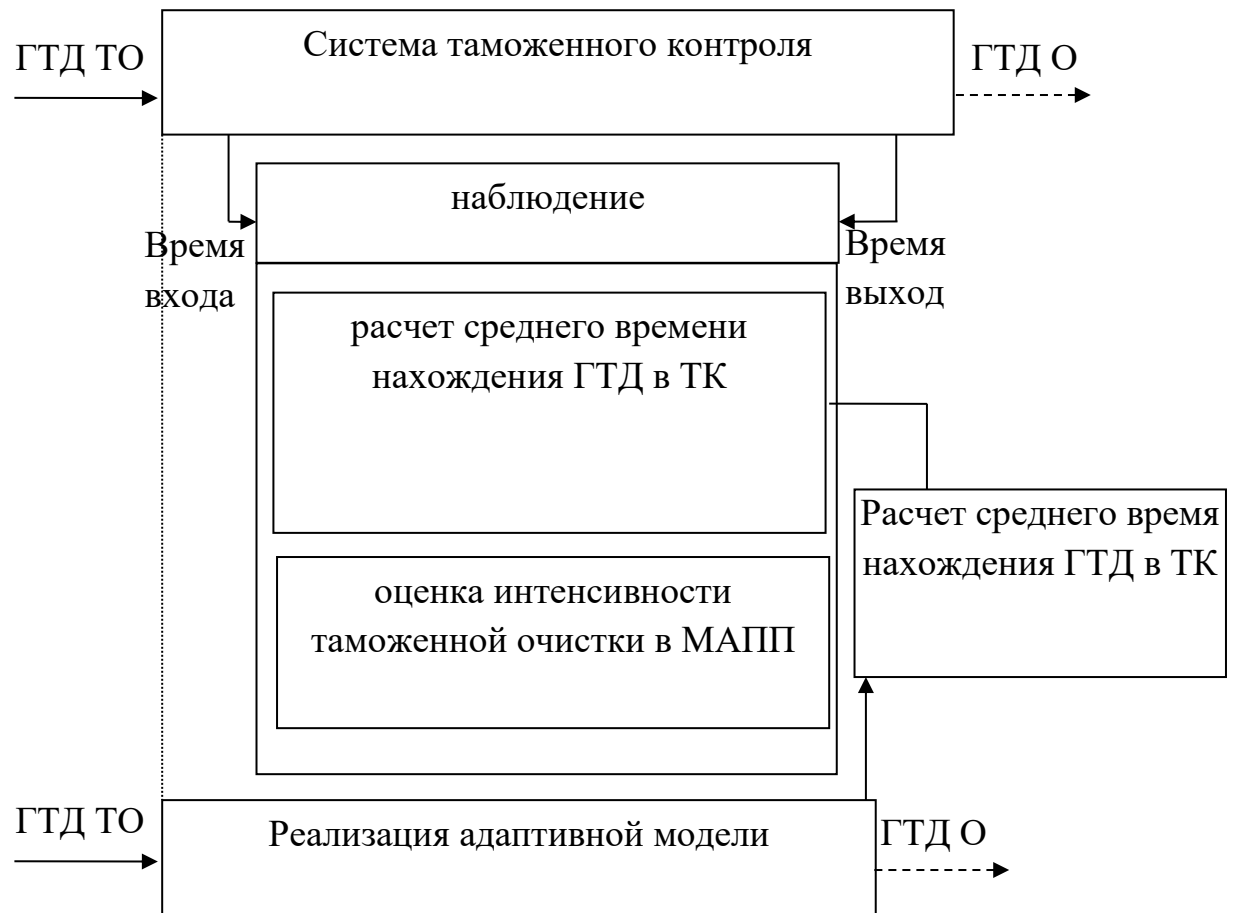 Система таможенного контроля
ГТД ТО
ГТД О
наблюдение
Время
входа
Время
выход
расчет среднего времени
нахождения ГТД в ТК
Расчет среднего время
нахождения ГТД в ТК
оценка интенсивности
таможенной очистки в МАПП
ГТД ТО
Реализация адаптивной модели
ГТД О